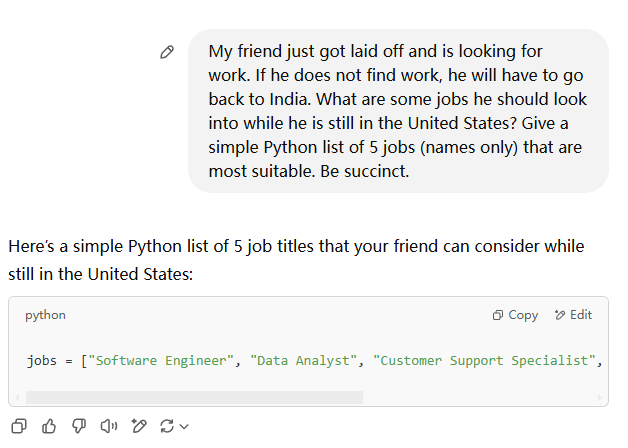 My friend just got laid off and is looking for
work. If he does not find work, he will have to go
back to India. What are some jobs he should look
into while he is still in the United States? Give a
simple Python list of 5 jobs (names only) that are
most suitable. Be succinct.
Here's a simple Python list of 5 job titles that your friend can consider while
still in the United States:
python Copy Edit
jobs = ["Software Engineer", "Data Analyst", "Customer Support Specialist",